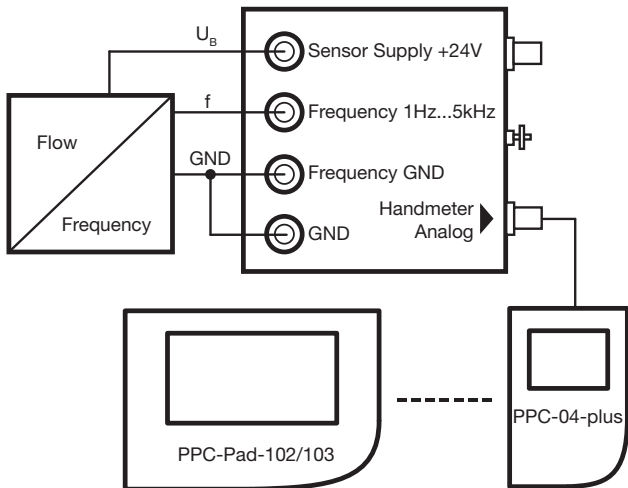 U_B
Sensor Supply +24V
f
Frequency 1Hz...5kHz
Flow
GND
Frequency GND
Frequency
Handmeter
Analog
GND
PPC-04-plus
PPC-Pad-102/103